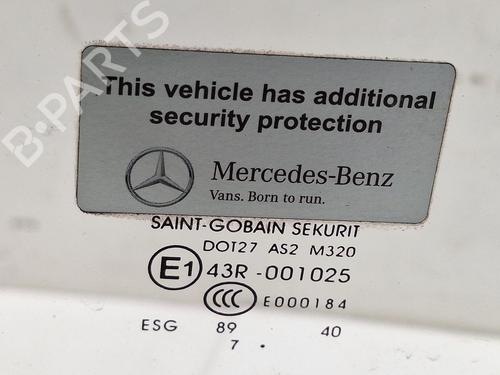 B-PARTS
This vehicle has additional
security protection
Mercedes-Benz
Vans. Born to run.
SAINT-GOBAIN SEKURIT
DOT27 AS2 M320
E1 43R-001025
CCC E000184
ESG 89 40
7 .